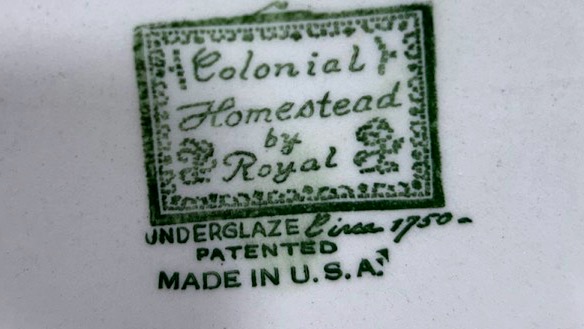 Colonial
Homestead
by
Royal
UNDERGLAZE Circa 1750-
PATENTED
MADE IN U.S.A.